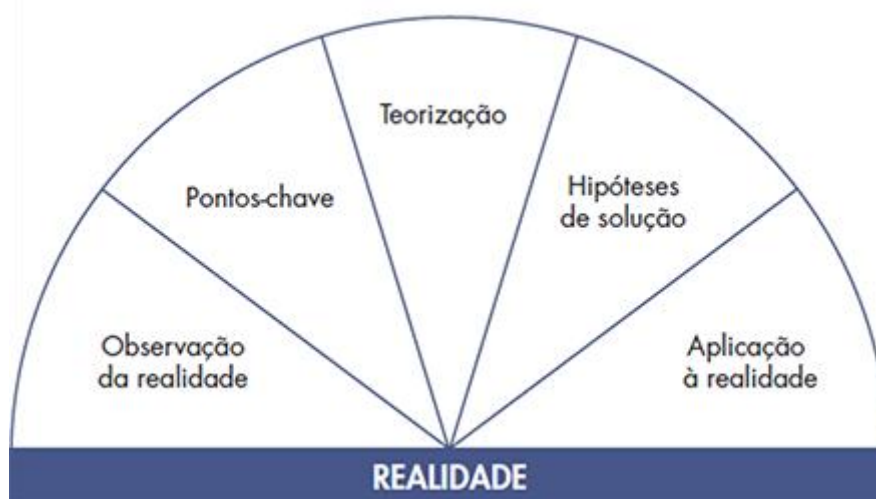 Observação
da realidade
Pontos-chave
Teorização
Hipóteses
de solução
Aplicação
à realidade
REALIDADE